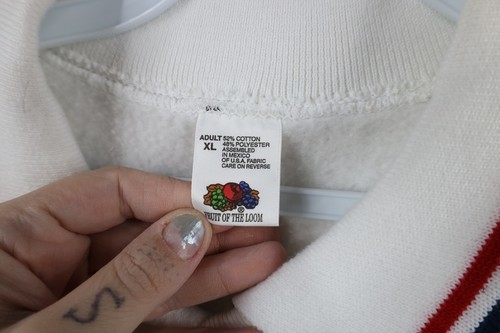 ADULT 52% COTTON
XL 48% POLYESTER
ASSEMBLED
IN MEXICO
OF U.S.A. FABRIC
CARE ON REVERSE
®
FRUIT OF THE LOOM
S